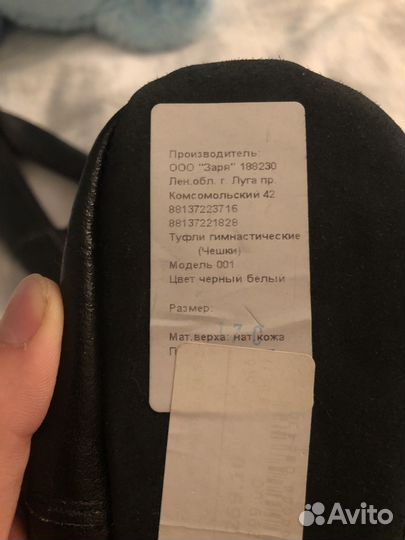 Производитель:
ООО "Заря" 188230
Лен.обл. г. Луга пр.
Комсомольский 42
88137223716
88137221828
Туфли гимнастические
(Чешки)
Модель 001
Цвет черный белый
Размер:
Мат.верха: нат.кожа
Avito